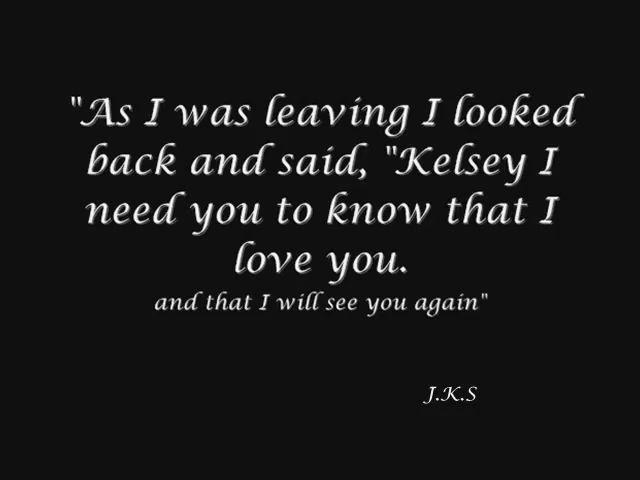 "As I was leaving I looked
back and said, "Kelsey I
need you to know that I
love you.
and that I will see you again"
J.K.S